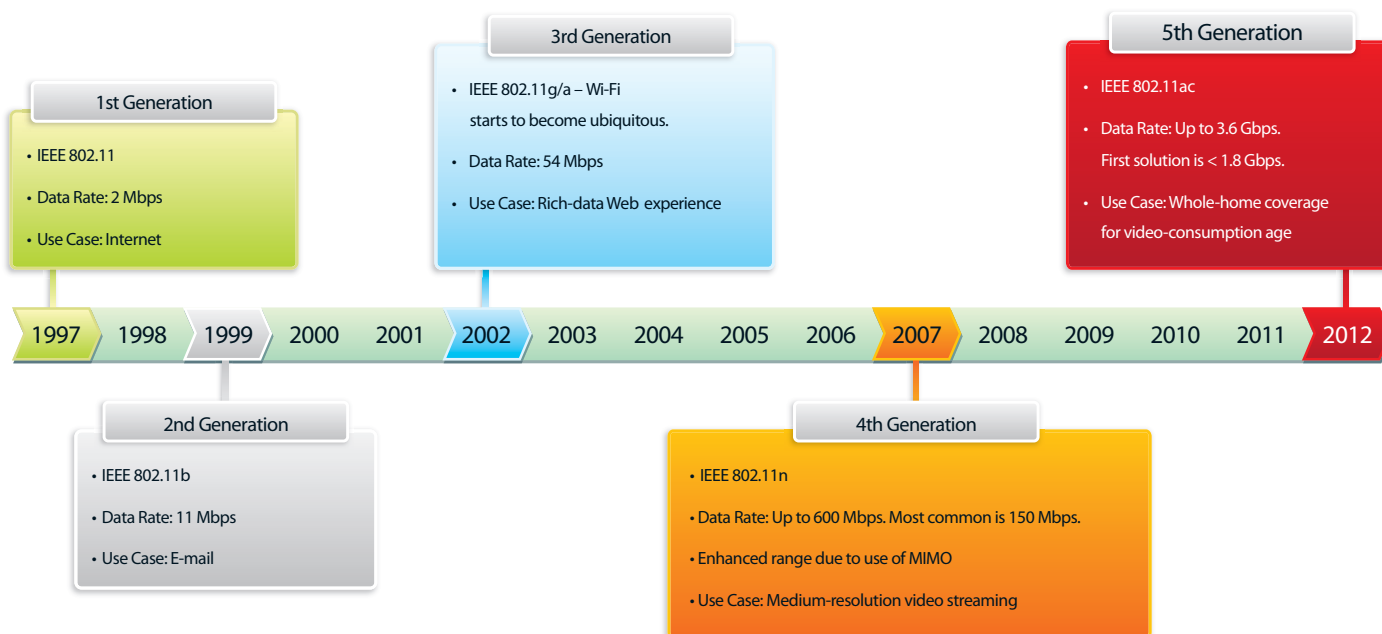 1st Generation
• IEEE 802.11
• Data Rate: 2 Mbps
• Use Case: Internet
3rd Generation
• IEEE 802.11g/a – Wi-Fi
starts to become ubiquitous.
• Data Rate: 54 Mbps
• Use Case: Rich-data Web experience
5th Generation
• IEEE 802.11ac
• Data Rate: Up to 3.6 Gbps.
First solution is < 1.8 Gbps.
• Use Case: Whole-home coverage
for video-consumption age
1997 1998 1999 2000 2001 2002 2003 2004 2005 2006 2007 2008 2009 2010 2011 2012
2nd Generation
• IEEE 802.11b
• Data Rate: 11 Mbps
• Use Case: E-mail
4th Generation
• IEEE 802.11n
• Data Rate: Up to 600 Mbps. Most common is 150 Mbps.
• Enhanced range due to use of MIMO
• Use Case: Medium-resolution video streaming